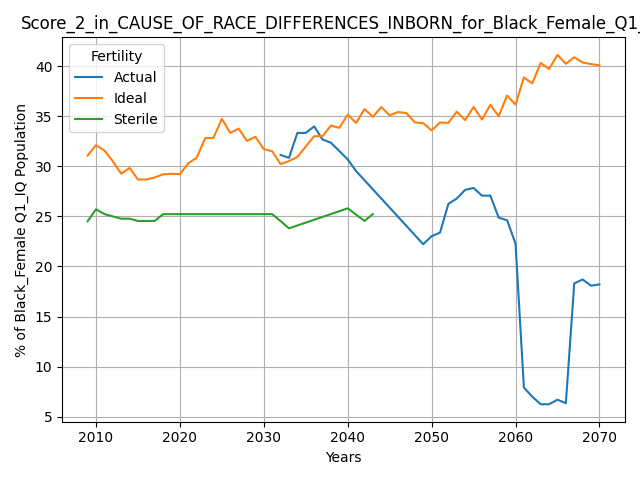 Score_2_in_CAUSE_OF_RACE_DIFFERENCES_INBORN_for_Black_Female_Q1_
Fertility
Actual
Ideal
Sterile
% of Black_Female Q1_IQ Population
40
35
30
25
20
15
10
5
2010 2020 2030 2040 2050 2060 2070
Years